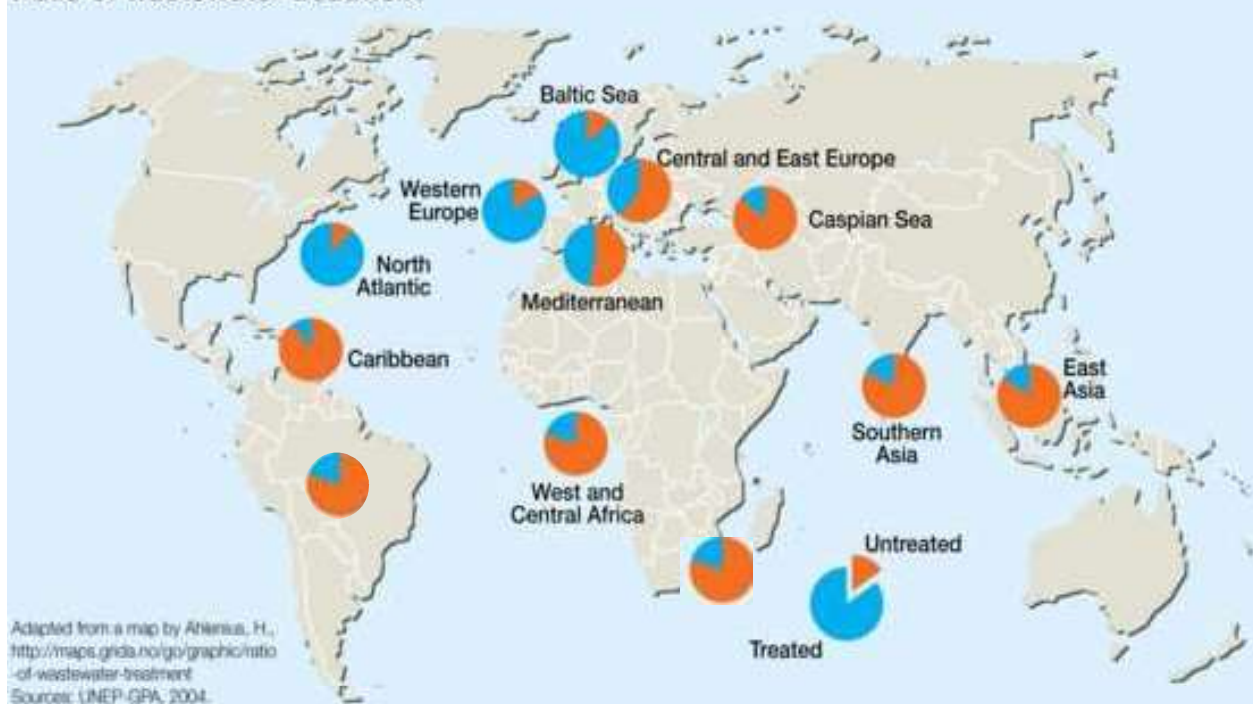 Baltic Sea
Central and East Europe
Western
Europe
Caspian Sea
North
Atlantic
Mediterranean
Caribbean
East
Asia
Southern
Asia
West and
Central Africa
Untreated
Treated
Adapted from a map by Ahlenius, H.,
http://maps.grida.no/go/graphic/ratio
-of-wastewater-treatment
Sources: UNEP-GPA, 2004.